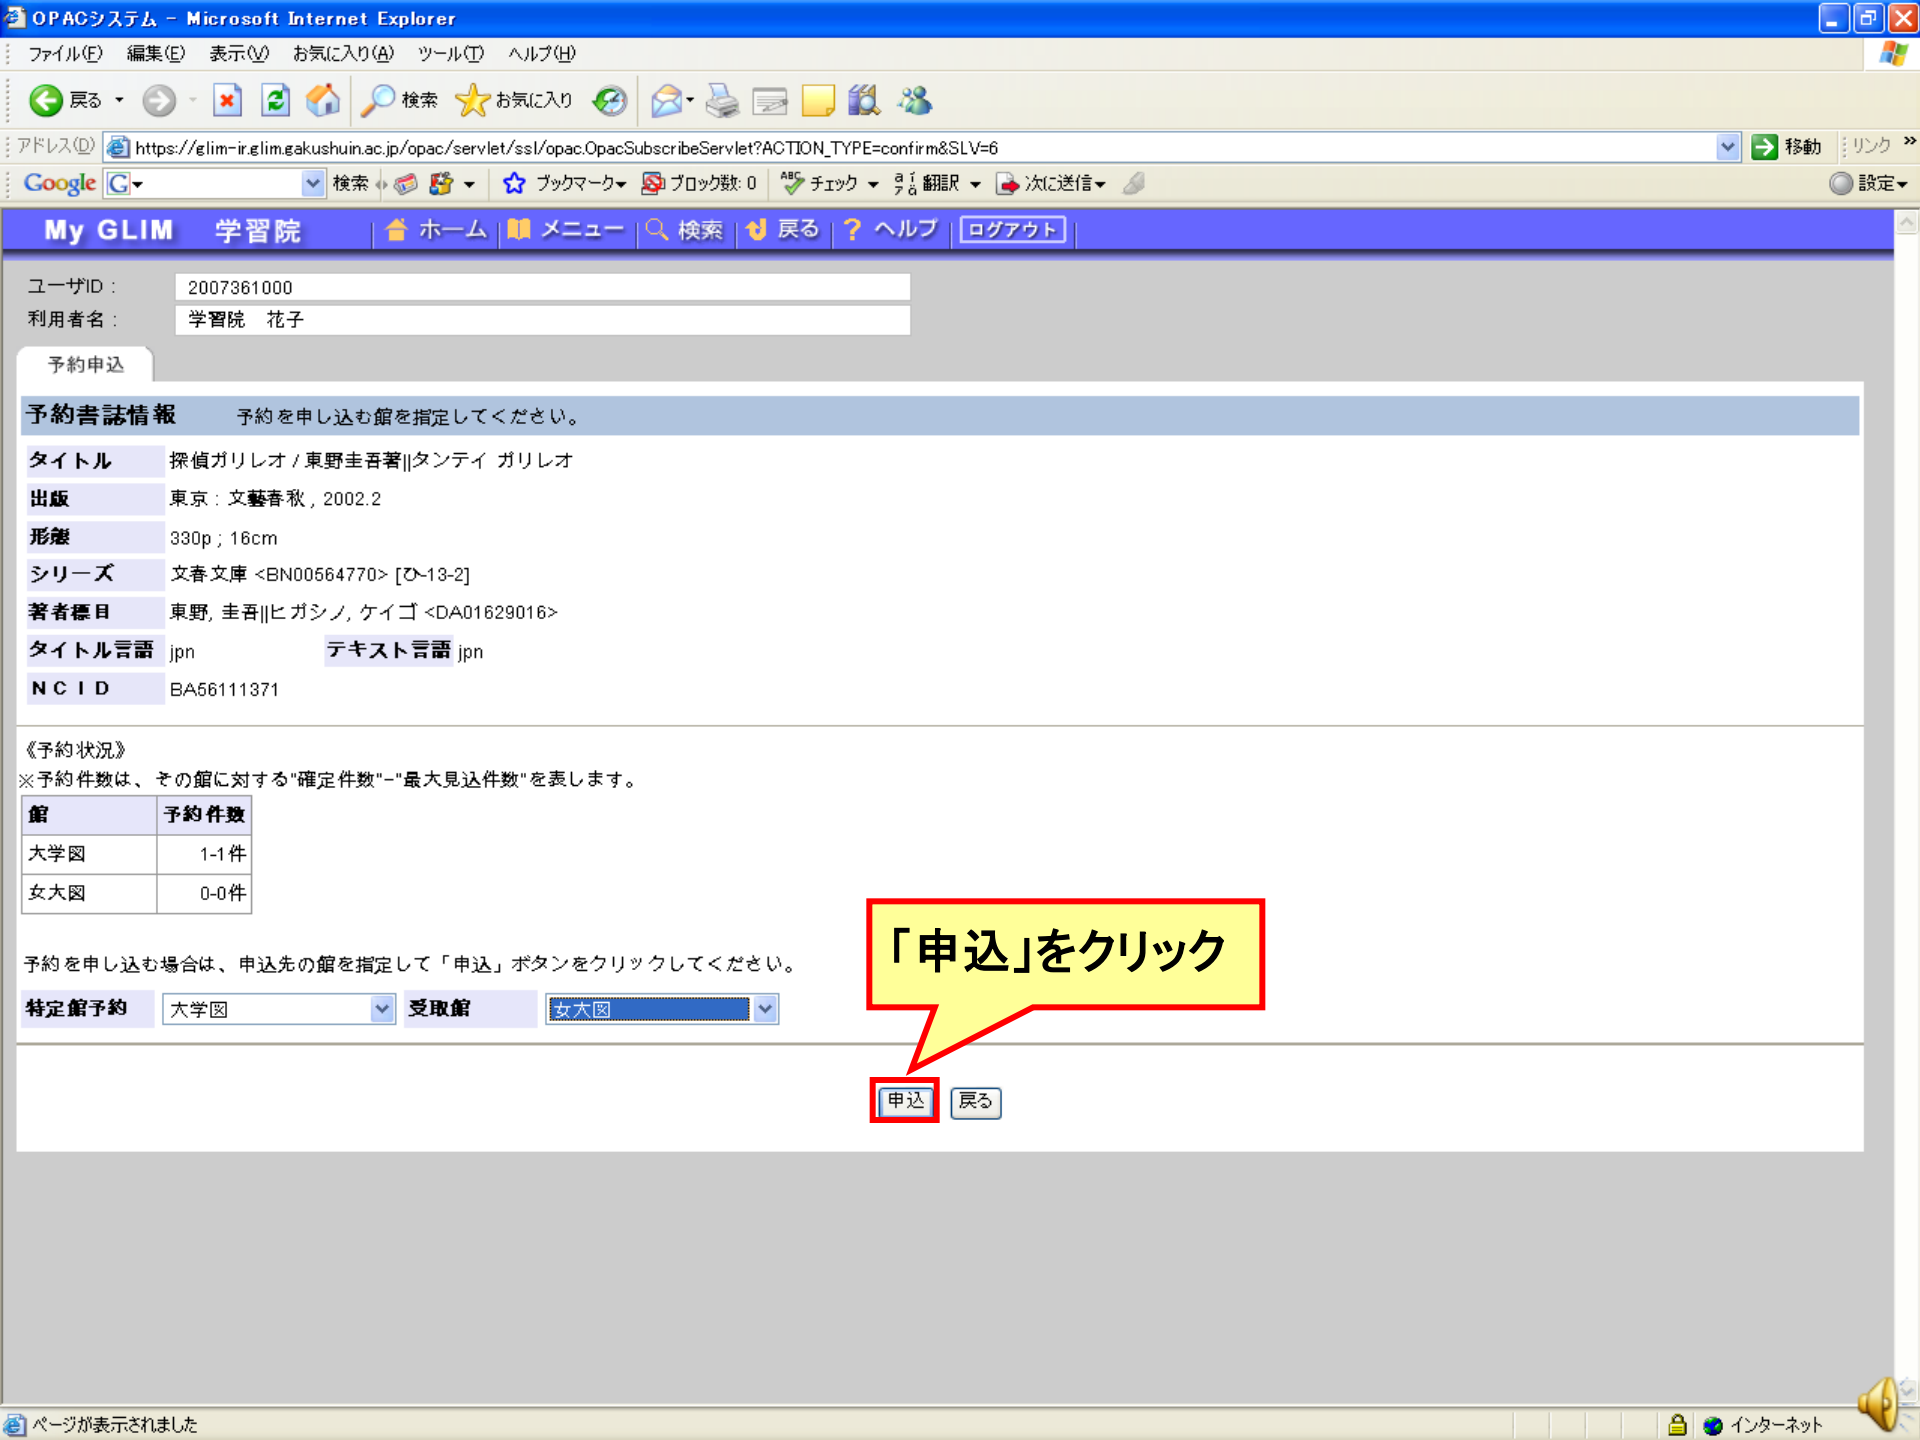 OPACシステム - Microsoft Internet Explorer
ファイル(F) 編集(E) 表示(V) お気に入り(A) ツール(T) ヘルプ(H)
戻る 検索 お気に入り
アドレス(D) https://glim-ir.glim.gakushuin.ac.jp/opac/servlet/ssl/opac.OpacSubscribeServlet?ACTION_TYPE=confirm&SLV=6 移動 リンク »
Google G 検索 ブックマーク ブロック数: 0 ABC チェック 翻訳 次に送信 設定
My GLIM 学習院 ホーム メニュー 検索 戻る ? ヘルプ ログアウト
ユーザID : 2007361000
利用者名 : 学習院 花子
予約申込
予約書誌情報 予約を申し込む館を指定してください。
タイトル 探偵ガリレオ / 東野圭吾著||タンテイ ガリレオ
出版 東京 : 文藝春秋 , 2002.2
形態 330p ; 16cm
シリーズ 文春文庫 <BN00564770> [ひ-13-2]
著者標目 東野, 圭吾||ヒガシノ, ケイゴ <DA01629016>
タイトル言語 jpn テキスト言語 jpn
NCID BA56111371
《予約状況》
※予約件数は、その館に対する"確定件数"-"最大見込件数"を表します。
館 予約件数
大学図 1-1件
女大図 0-0件
「申込」をクリック
予約を申し込む場合は、申込先の館を指定して「申込」ボタンをクリックしてください。
特定館予約 大学図 受取館 女大図
申込 戻る
ページが表示されました インターネット